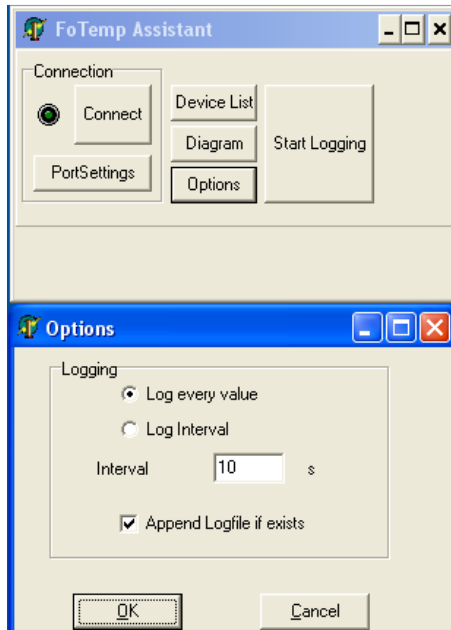 FoTemp Assistant
Connection
Connect
PortSettings
Device List
Diagram
Options
Start Logging
Options
Logging
Log every value
Log Interval
Interval 10 s
Append Logfile if exists
OK Cancel